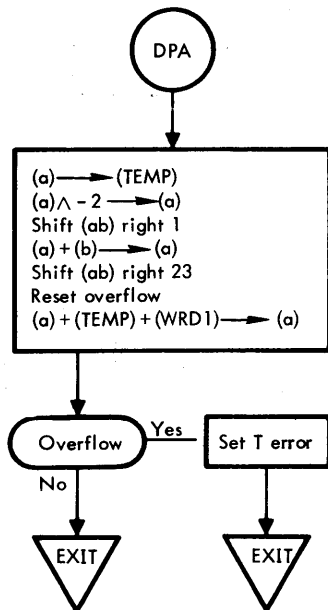 DPA
(a) ⟶ (TEMP)
(a) ∧ - 2 ⟶ (a)
Shift (ab) right 1
(a) + (b) ⟶ (a)
Shift (ab) right 23
Reset overflow
(a) + (TEMP) + (WRD1) ⟶ (a)
Overflow
Yes
Set T error
No
EXIT
EXIT